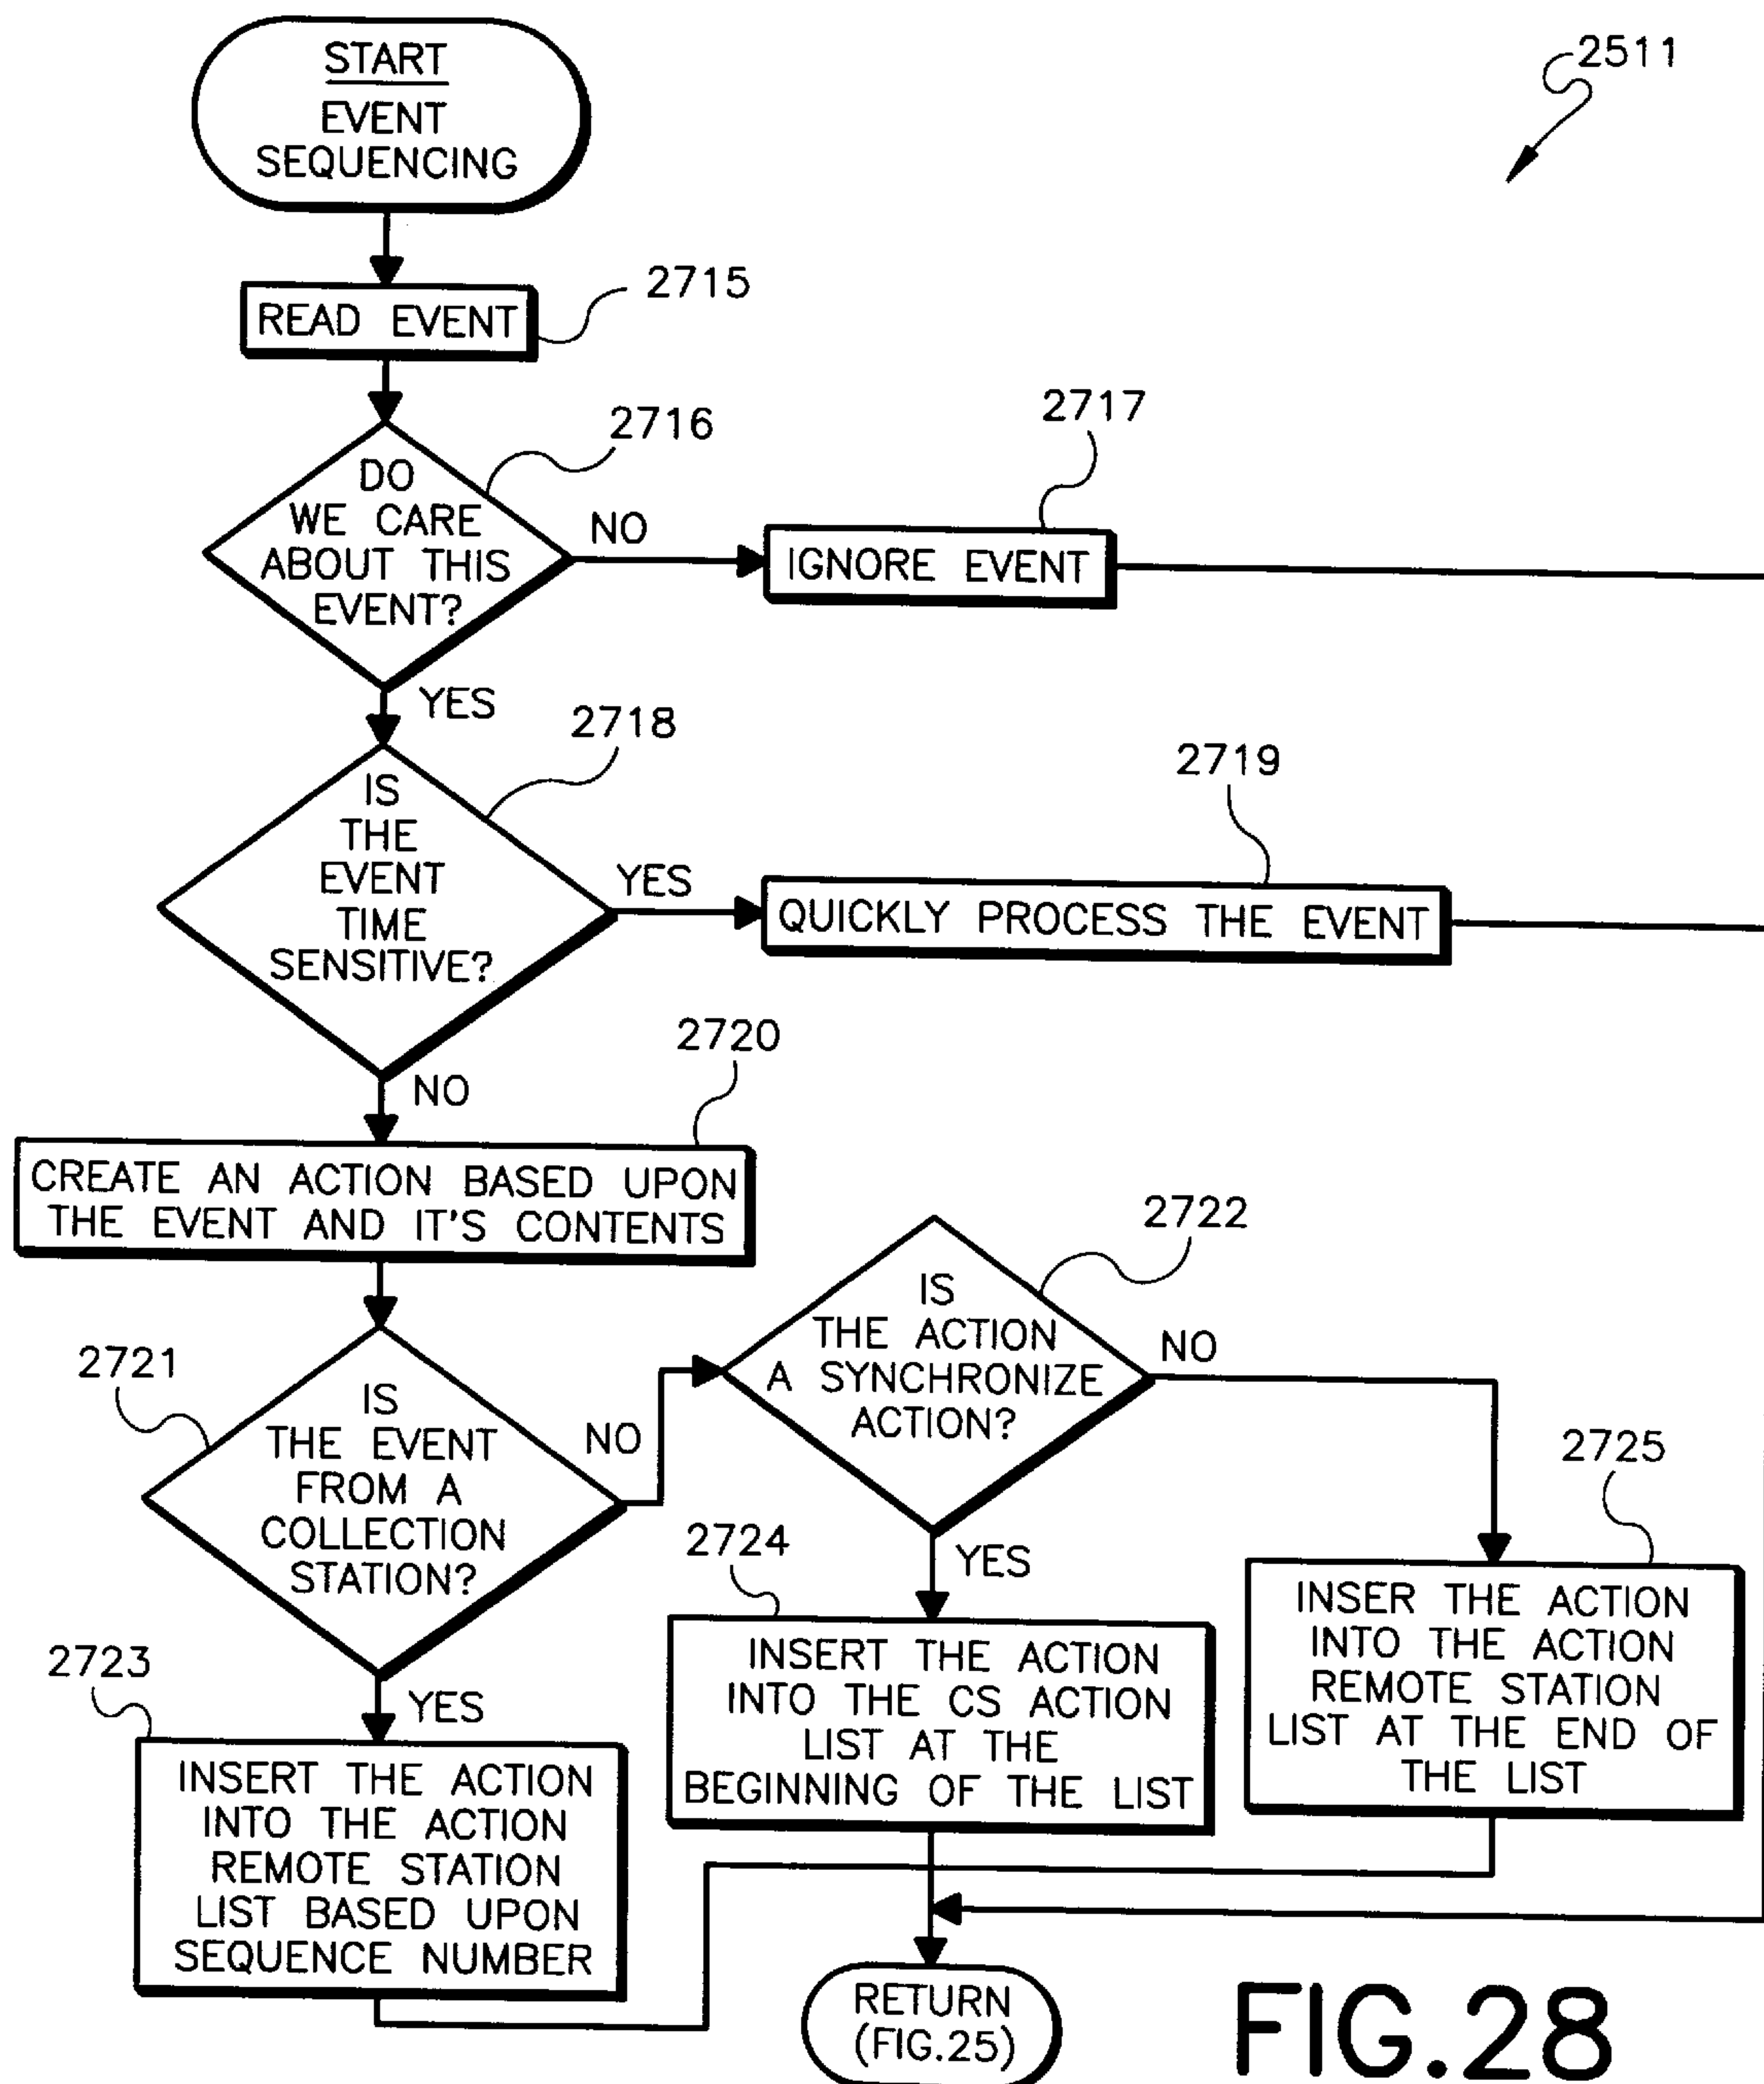 START
EVENT
SEQUENCING
2511
READ EVENT
2715
DO
WE CARE
ABOUT THIS
EVENT?
2716
NO
IGNORE EVENT
2717
YES
IS
THE
EVENT
TIME
SENSITIVE?
2718
YES
QUICKLY PROCESS THE EVENT
2719
NO
CREATE AN ACTION BASED UPON
THE EVENT AND IT'S CONTENTS
2720
IS
THE EVENT
FROM A
COLLECTION
STATION?
2721
NO
IS
THE ACTION
A SYNCHRONIZE
ACTION?
2722
NO
YES
INSERT THE ACTION
INTO THE ACTION
REMOTE STATION
LIST BASED UPON
SEQUENCE NUMBER
2723
YES
INSERT THE ACTION
INTO THE CS ACTION
LIST AT THE
BEGINNING OF THE LIST
2724
INSER THE ACTION
INTO THE ACTION
REMOTE STATION
LIST AT THE END OF
THE LIST
2725
RETURN
(FIG.25)
FIG.28